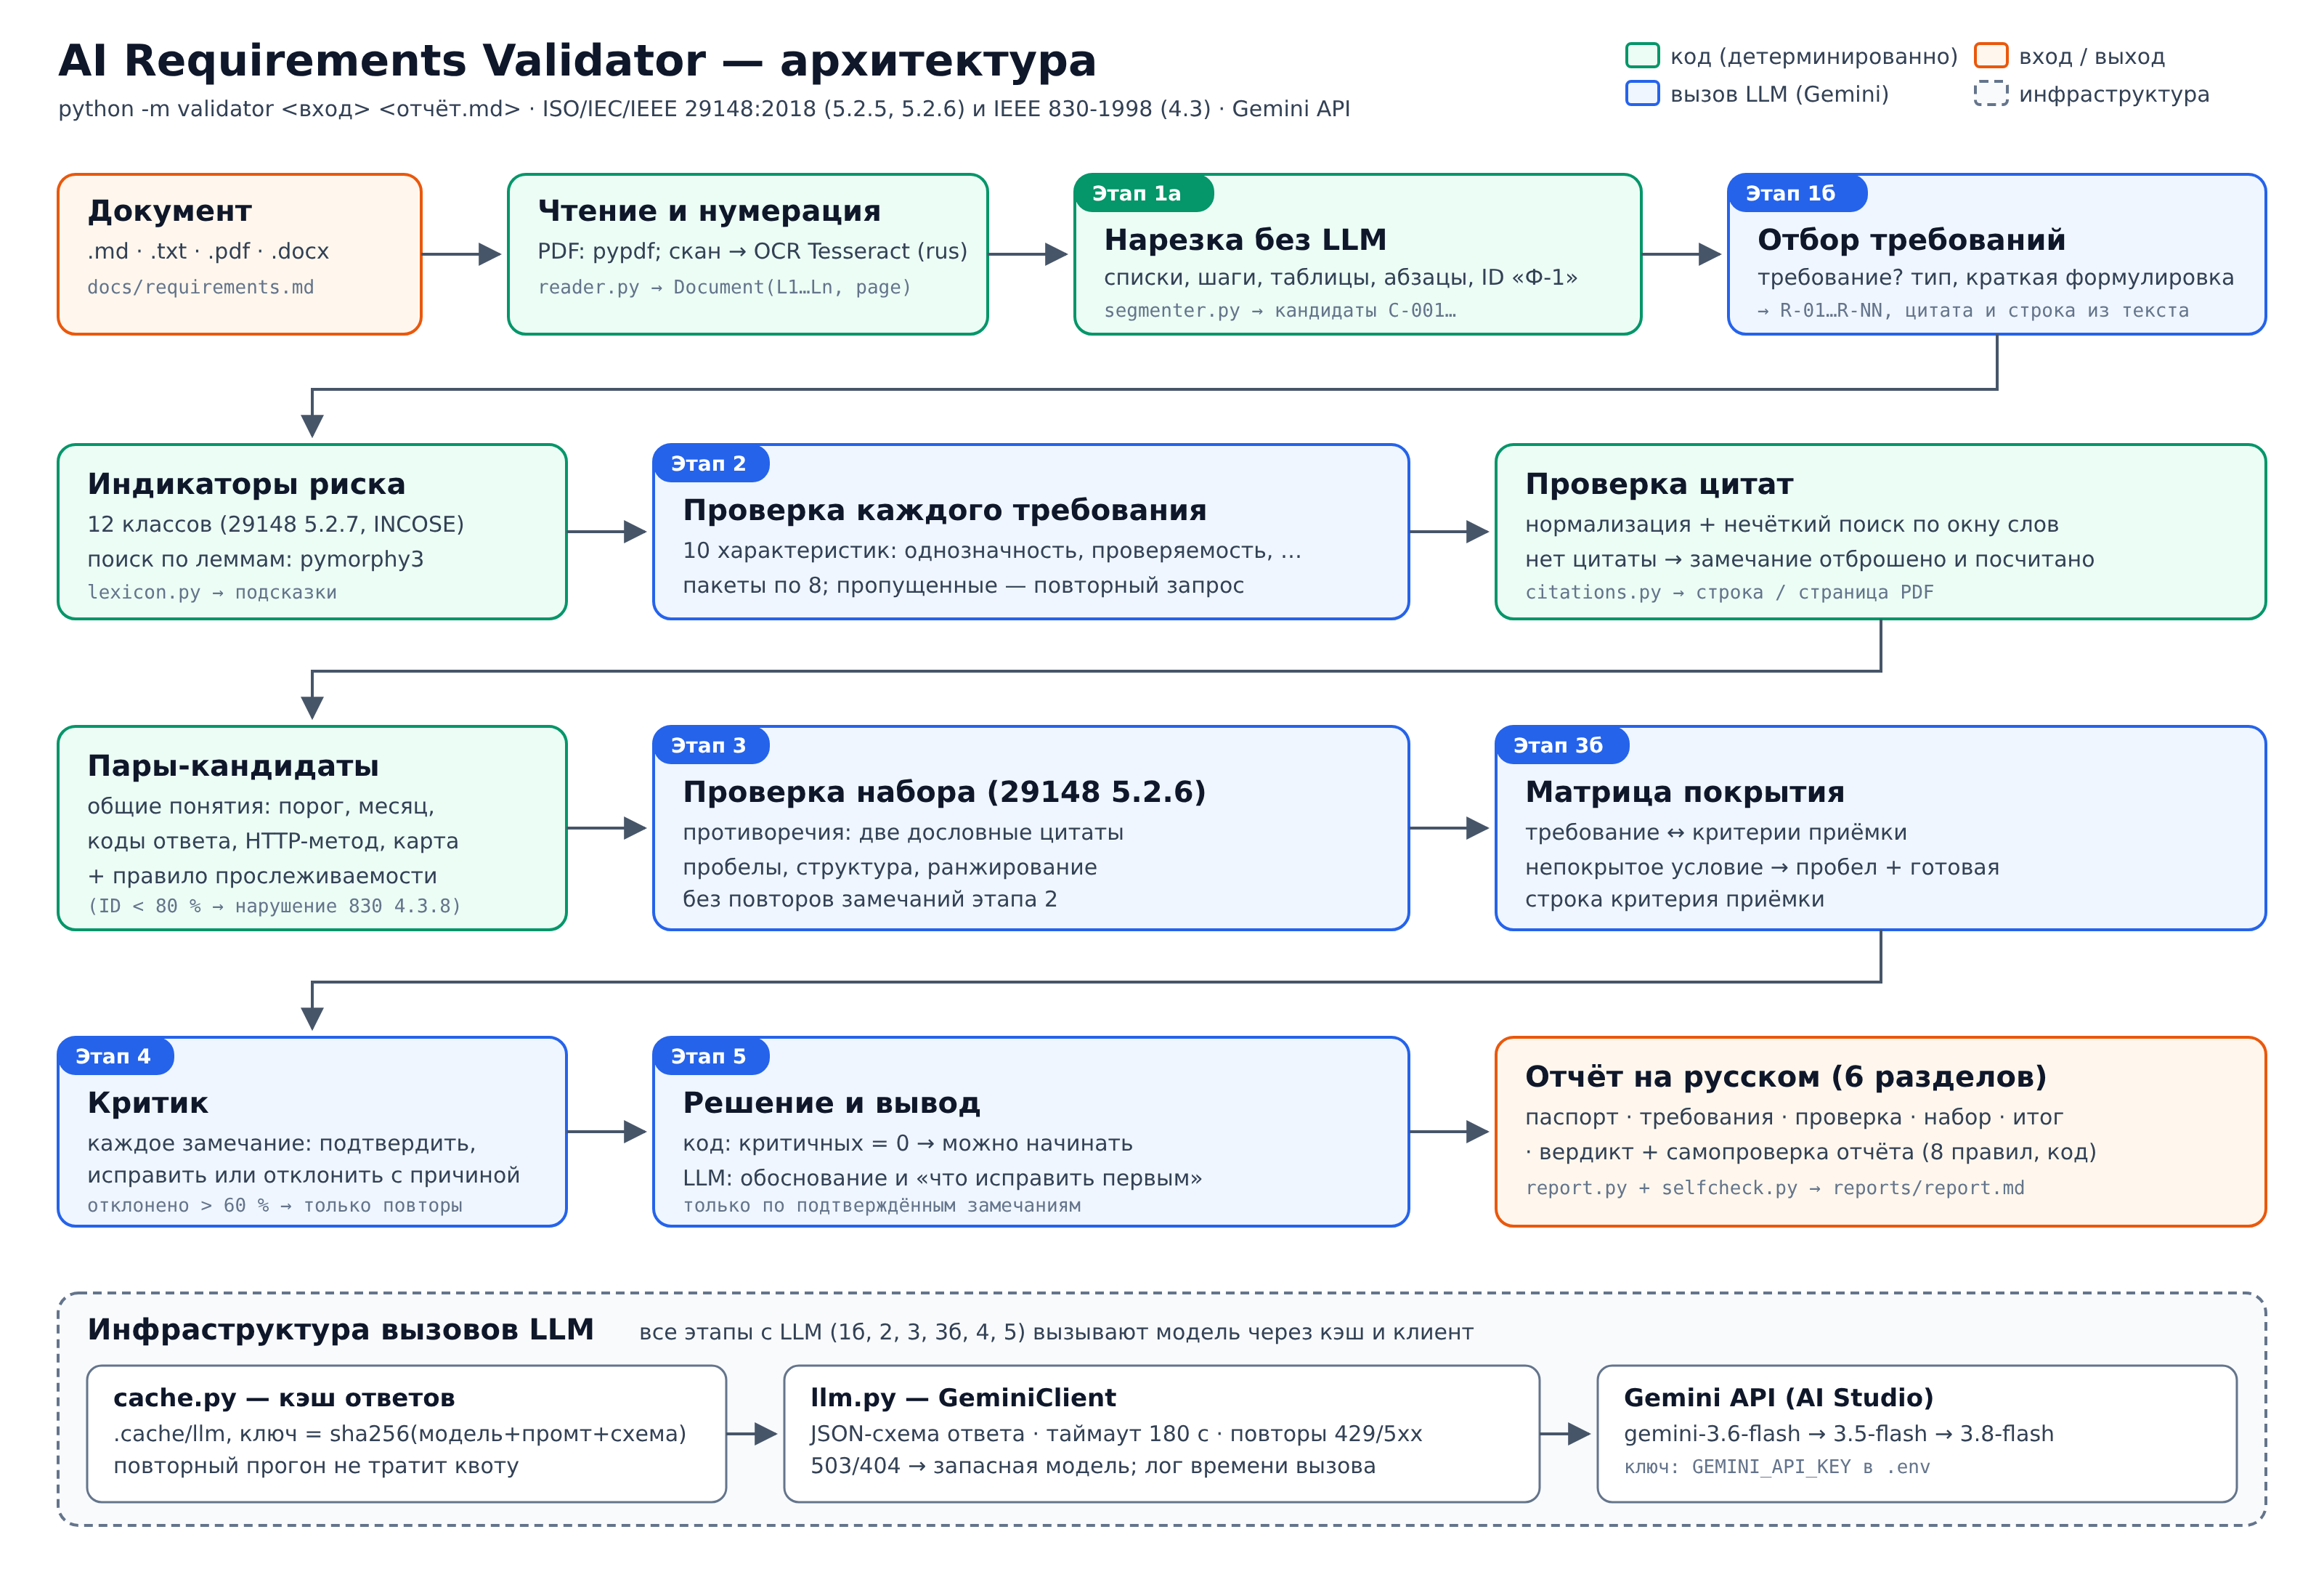 AI Requirements Validator — архитектура
python -m validator <вход> <отчёт.md> · ISO/IEC/IEEE 29148:2018 (5.2.5, 5.2.6) и IEEE 830-1998 (4.3) · Gemini API
код (детерминированно)
вход / выход
вызов LLM (Gemini)
инфраструктура
Документ
.md · .txt · .pdf · .docx
docs/requirements.md
Чтение и нумерация
PDF: pypdf; скан → OCR Tesseract (rus)
reader.py → Document(L1…Ln, page)
Этап 1а
Нарезка без LLM
списки, шаги, таблицы, абзацы, ID «Ф-1»
segmenter.py → кандидаты C-001…
Этап 1б
Отбор требований
требование? тип, краткая формулировка
→ R-01…R-NN, цитата и строка из текста
Индикаторы риска
12 классов (29148 5.2.7, INCOSE)
поиск по леммам: pymorphy3
lexicon.py → подсказки
Этап 2
Проверка каждого требования
10 характеристик: однозначность, проверяемость, …
пакеты по 8; пропущенные — повторный запрос
Проверка цитат
нормализация + нечёткий поиск по окну слов
нет цитаты → замечание отброшено и посчитано
citations.py → строка / страница PDF
Пары-кандидаты
общие понятия: порог, месяц,
коды ответа, HTTP-метод, карта
+ правило прослеживаемости
(ID < 80 % → нарушение 830 4.3.8)
Этап 3
Проверка набора (29148 5.2.6)
противоречия: две дословные цитаты
пробелы, структура, ранжирование
без повторов замечаний этапа 2
Этап 3б
Матрица покрытия
требование ↔ критерии приёмки
непокрытое условие → пробел + готовая
строка критерия приёмки
Этап 4
Критик
каждое замечание: подтвердить,
исправить или отклонить с причиной
отклонено > 60 % → только повторы
Этап 5
Решение и вывод
код: критичных = 0 → можно начинать
LLM: обоснование и «что исправить первым»
только по подтверждённым замечаниям
Отчёт на русском (6 разделов)
паспорт · требования · проверка · набор · итог
· вердикт + самопроверка отчёта (8 правил, код)
report.py + selfcheck.py → reports/report.md
Инфраструктура вызовов LLM
все этапы с LLM (1б, 2, 3, 3б, 4, 5) вызывают модель через кэш и клиент
cache.py — кэш ответов
.cache/llm, ключ = sha256(модель+промт+схема)
повторный прогон не тратит квоту
llm.py — GeminiClient
JSON-схема ответа · таймаут 180 с · повторы 429/5xx
503/404 → запасная модель; лог времени вызова
Gemini API (AI Studio)
gemini-3.6-flash → 3.5-flash → 3.8-flash
ключ: GEMINI_API_KEY в .env